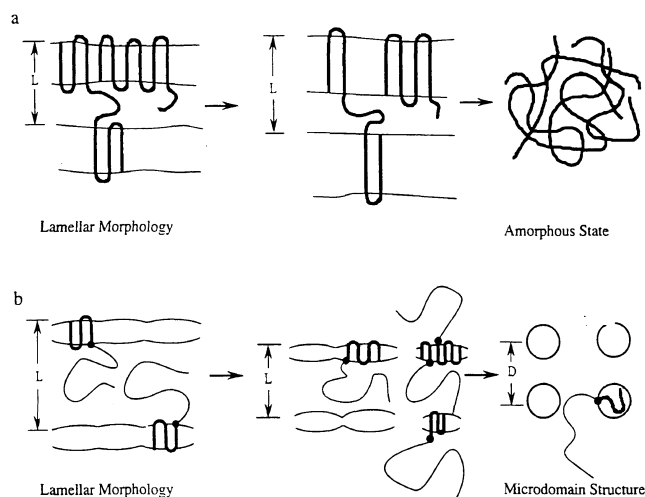 a
L
L
Lamellar Morphology
Amorphous State
b
L
L
D
Lamellar Morphology
Microdomain Structure